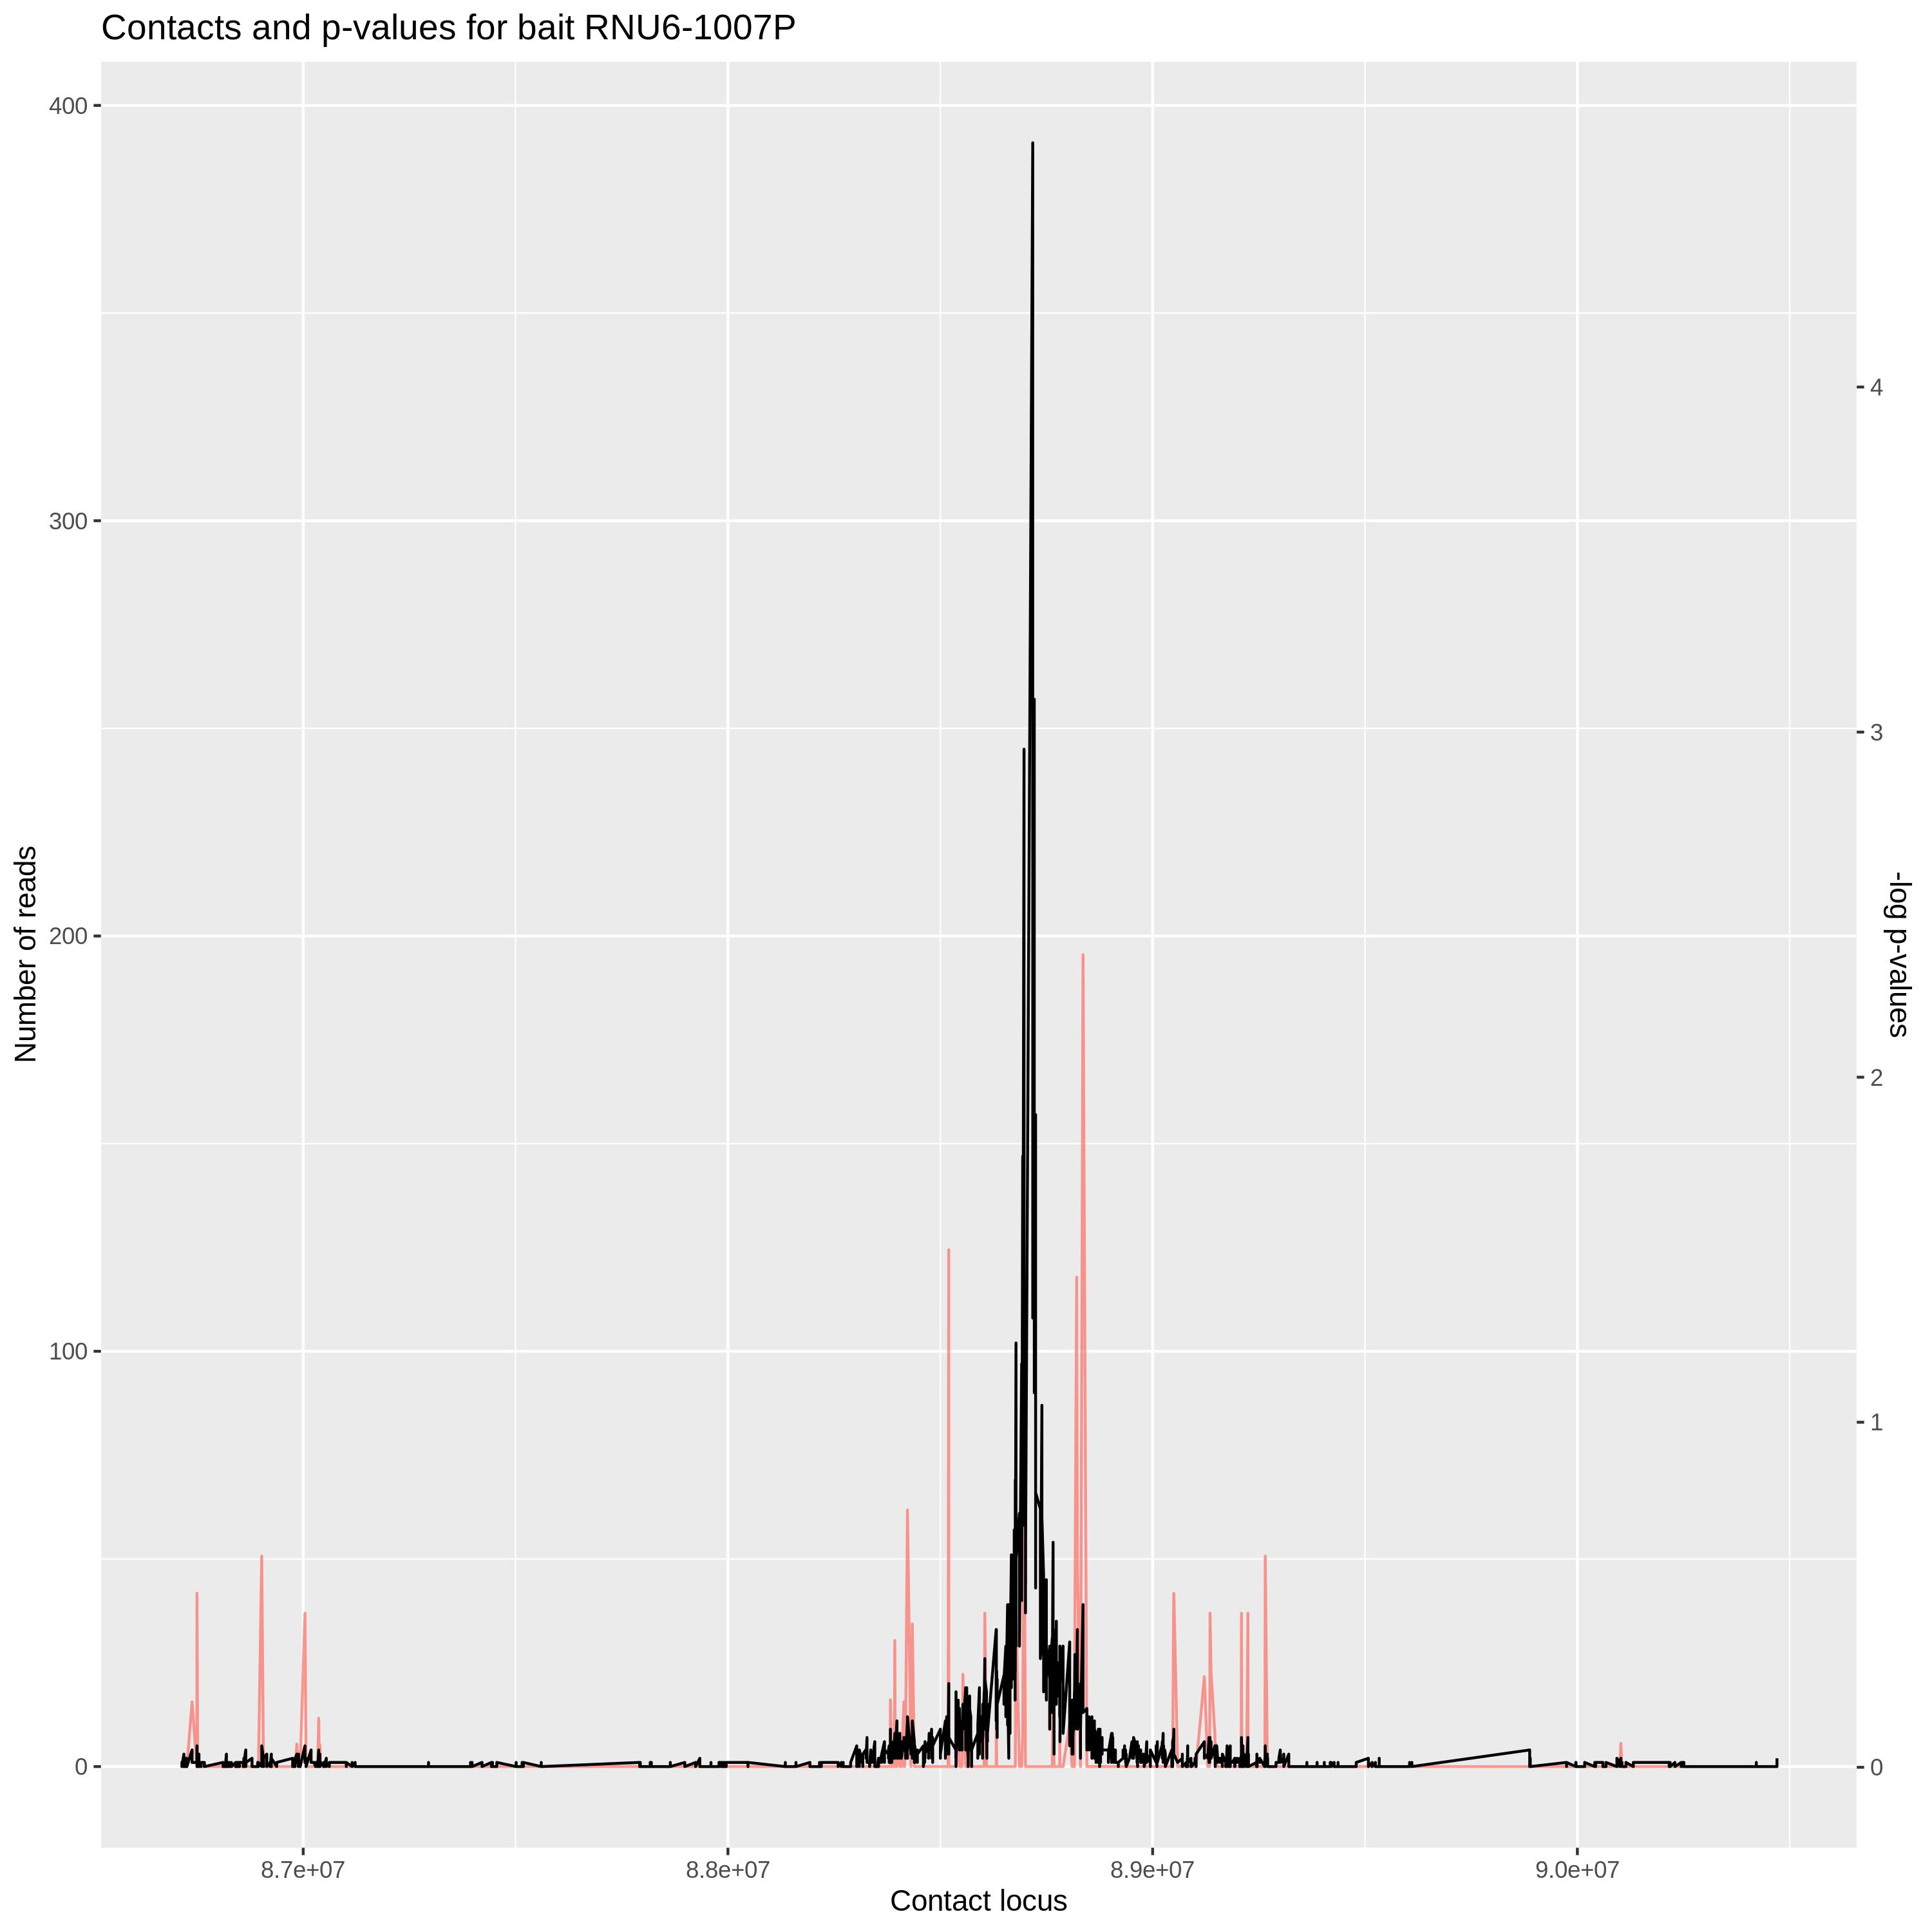 Contacts and p-values for bait RNU6-1007P
400
300
200
100
0
Number of reads
4
3
2
1
0
-log p-values
8.7e+07 8.8e+07 8.9e+07 9.0e+07
Contact locus